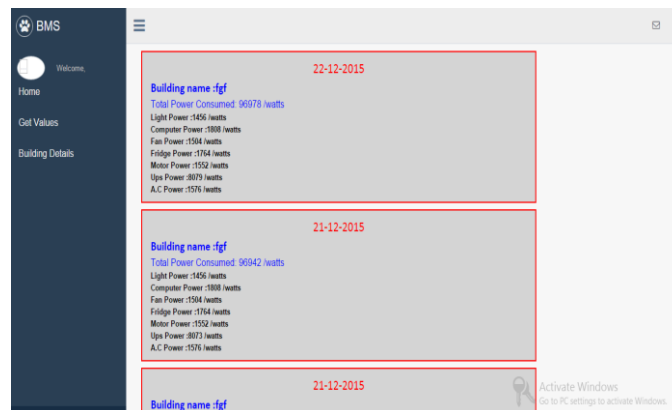 BMS
Welcome,
Home
Get Values
Building Details
22-12-2015
Building name :fgf
Total Power Consumed: 96978 /watts
Light Power :1456 /watts
Computer Power :1808 /watts
Fan Power :1504 /watts
Fridge Power :1764 /watts
Motor Power :1552 /watts
Ups Power :8079 /watts
A.C Power :1576 /watts
21-12-2015
Building name :fgf
Total Power Consumed: 96942 /watts
Light Power :1456 /watts
Computer Power :1808 /watts
Fan Power :1504 /watts
Fridge Power :1764 /watts
Motor Power :1552 /watts
Ups Power :8073 /watts
A.C Power :1576 /watts
21-12-2015
Building name :fgf
Activate Windows
Go to PC settings to activate Windows.